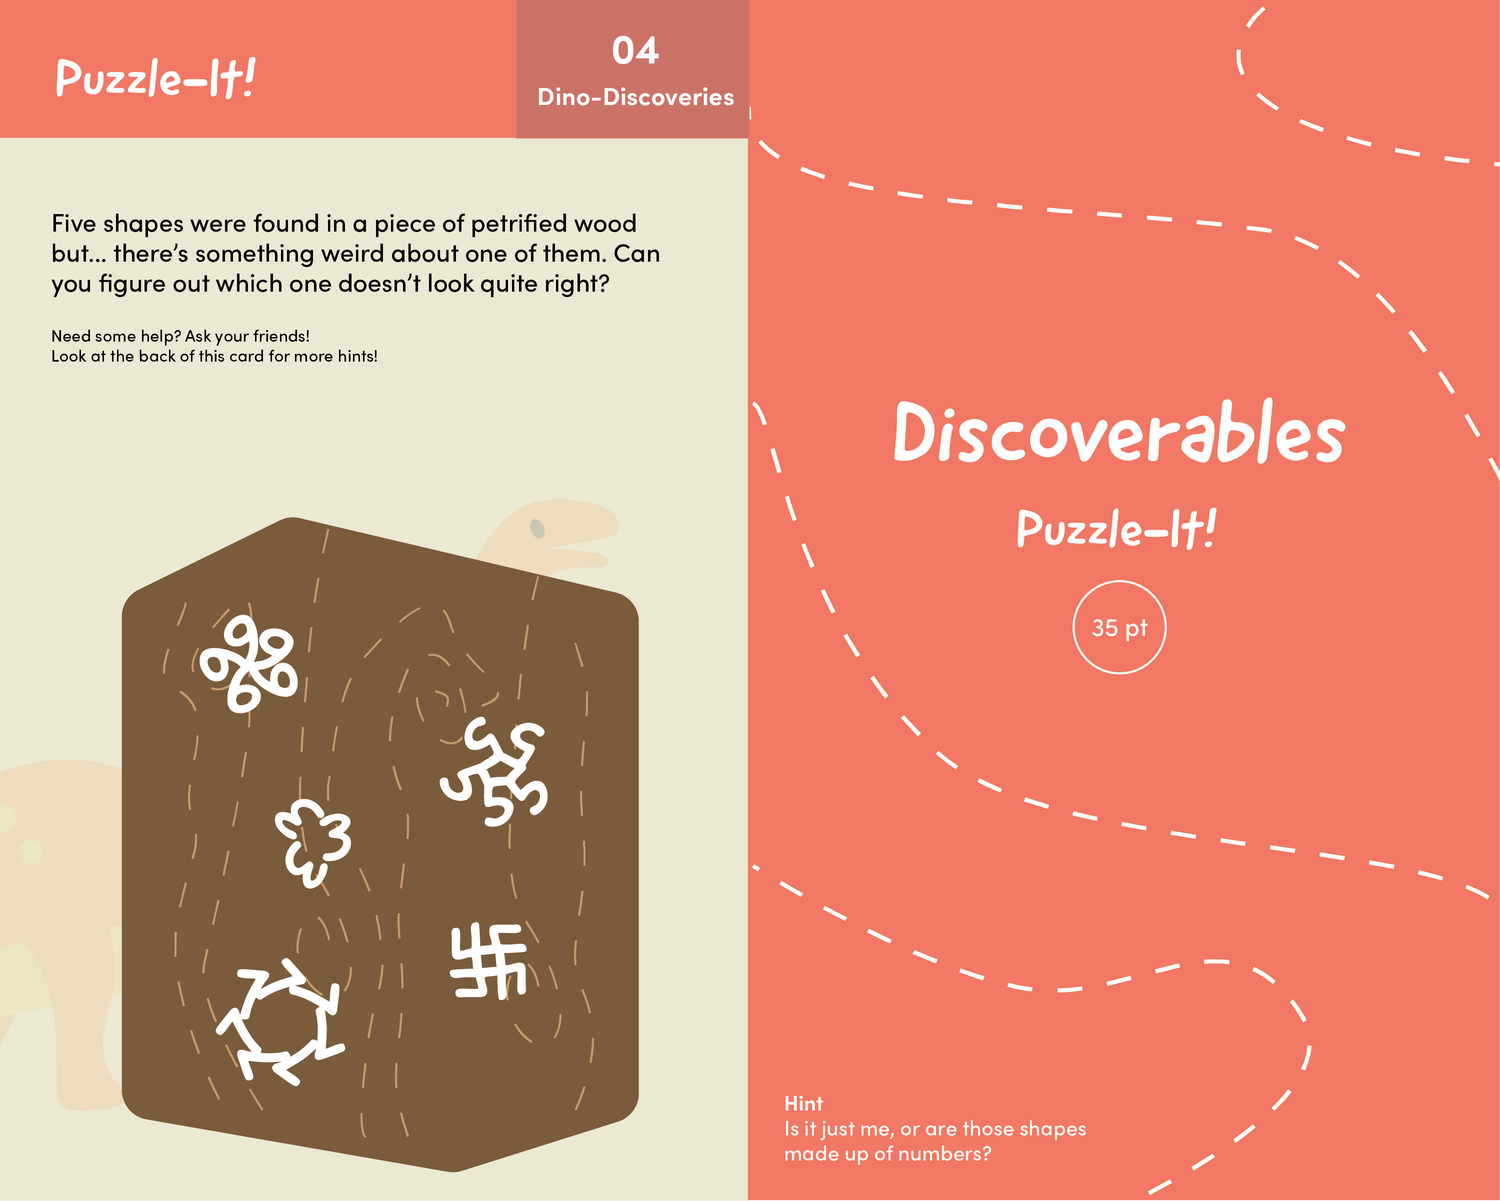 Puzzle-It!
04
Dino-Discoveries
Five shapes were found in a piece of petrified wood
but... there's something weird about one of them. Can
you figure out which one doesn't look quite right?
Need some help? Ask your friends!
Look at the back of this card for more hints!
Discoverables
Puzzle-It!
35 pt
Hint
Is it just me, or are those shapes
made up of numbers?